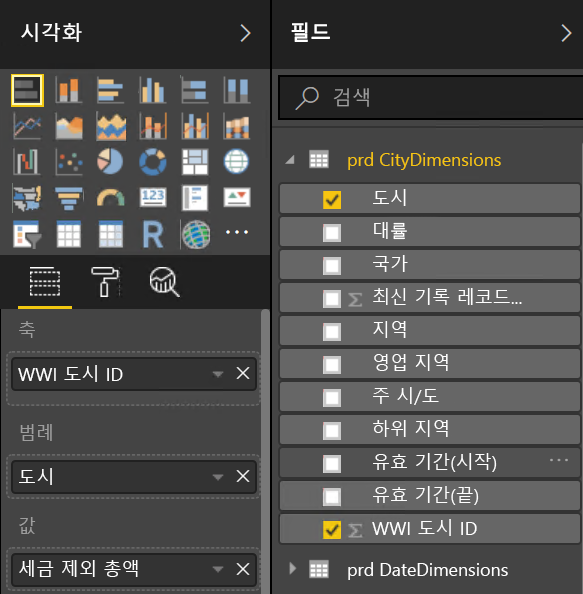 시각화
123
R
축
WWI 도시 ID
범례
도시
값
세금 제외 총액
필드
검색
prd CityDimensions
도시
대률
국가
Σ 최신 기록 레코드...
지역
영업 지역
주 시/도
하위 지역
유효 기간(시작) ...
유효 기간(끝)
Σ WWI 도시 ID
prd DateDimensions